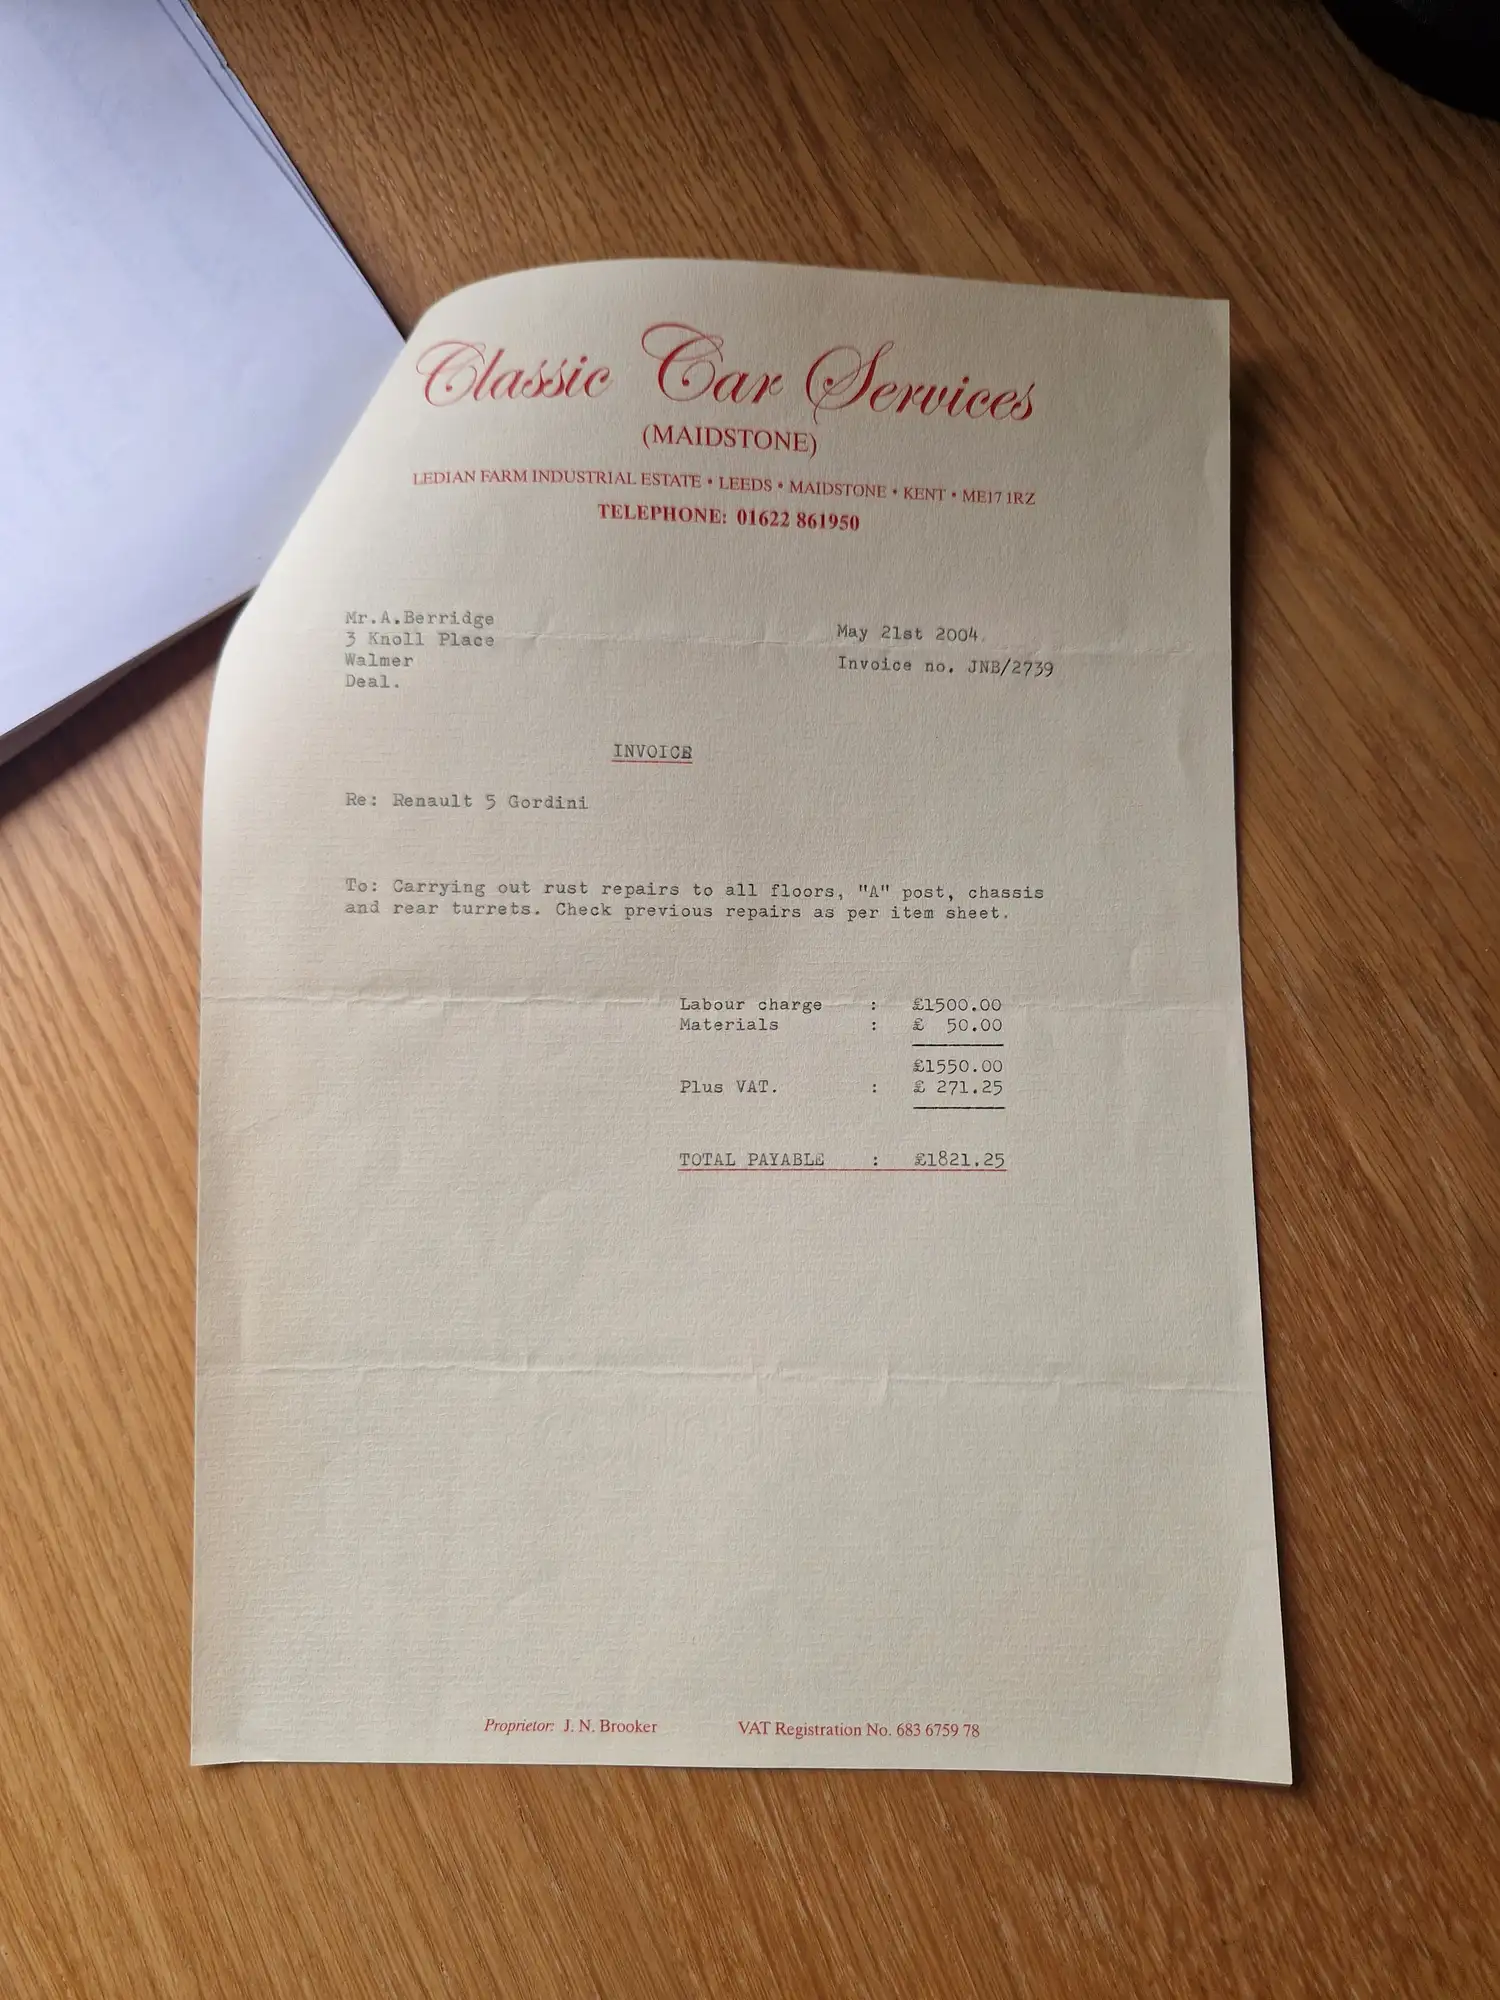 Classic Car Services
(MAIDSTONE)
LEDIAN FARM INDUSTRIAL ESTATE • LEEDS • MAIDSTONE • KENT • ME17 1RZ
TELEPHONE: 01622 861950
Mr.A.Berridge
3 Knoll Place
Walmer
Deal.
May 21st 2004.
Invoice no. JNB/2739
INVOICE
Re: Renault 5 Gordini
To: Carrying out rust repairs to all floors, "A" post, chassis
and rear turrets. Check previous repairs as per item sheet.
Labour charge : £1500.00
Materials : £ 50.00
£1550.00
Plus VAT. : £ 271.25
TOTAL PAYABLE : £1821.25
Proprietor: J. N. Brooker VAT Registration No. 683 6759 78